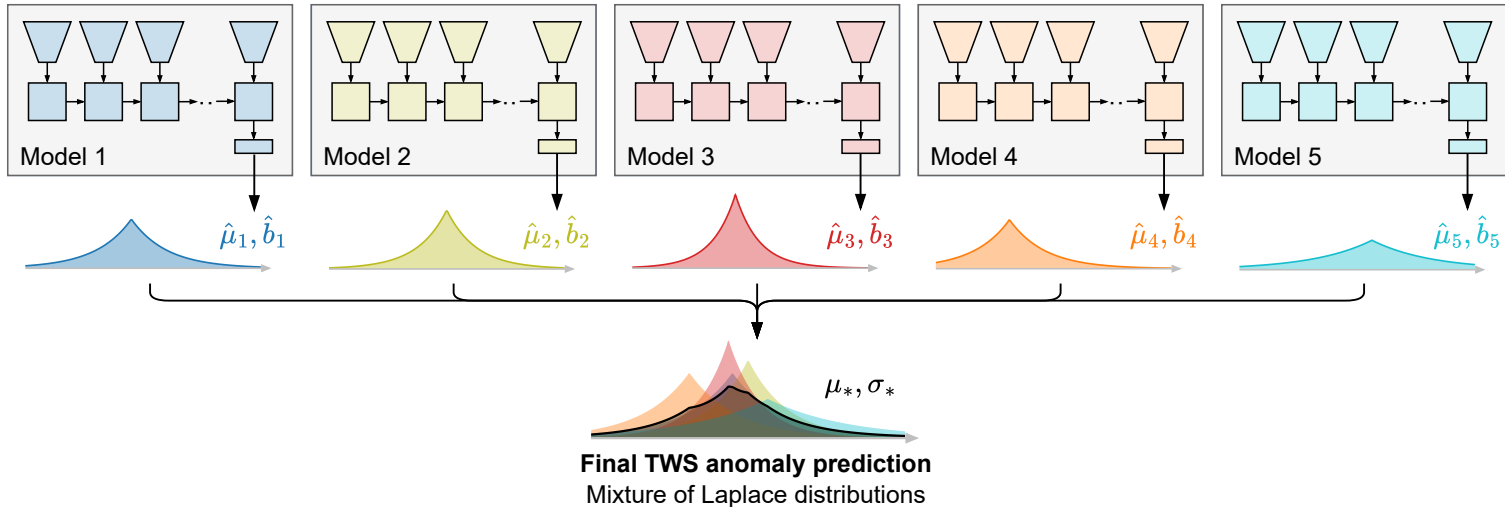 Model 1
Model 2
Model 3
Model 4
Model 5
μ̂₁, b̂₁
μ̂₂, b̂₂
μ̂₃, b̂₃
μ̂₄, b̂₄
μ̂₅, b̂₅
μ*, σ*
Final TWS anomaly prediction
Mixture of Laplace distributions